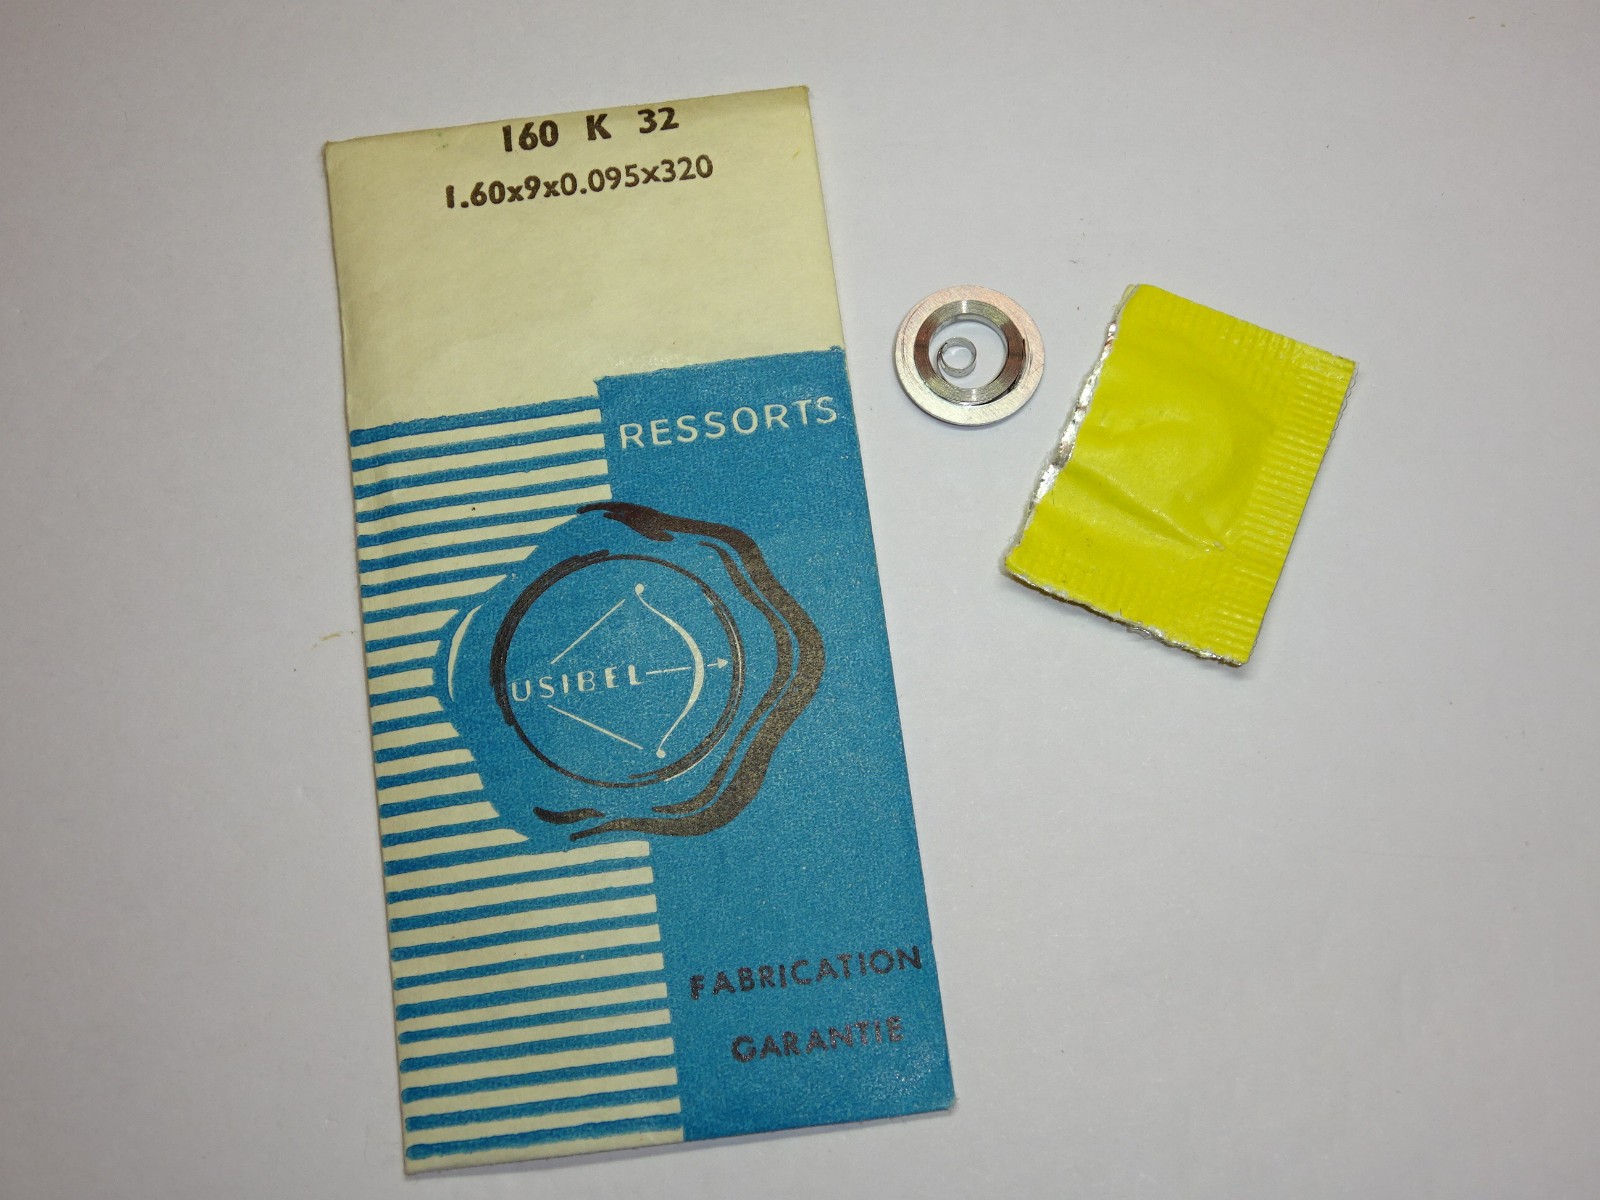 160 K 32
1.60x9x0.095x320
RESSORTS
USIBEL
FABRICATION
GARANTIE